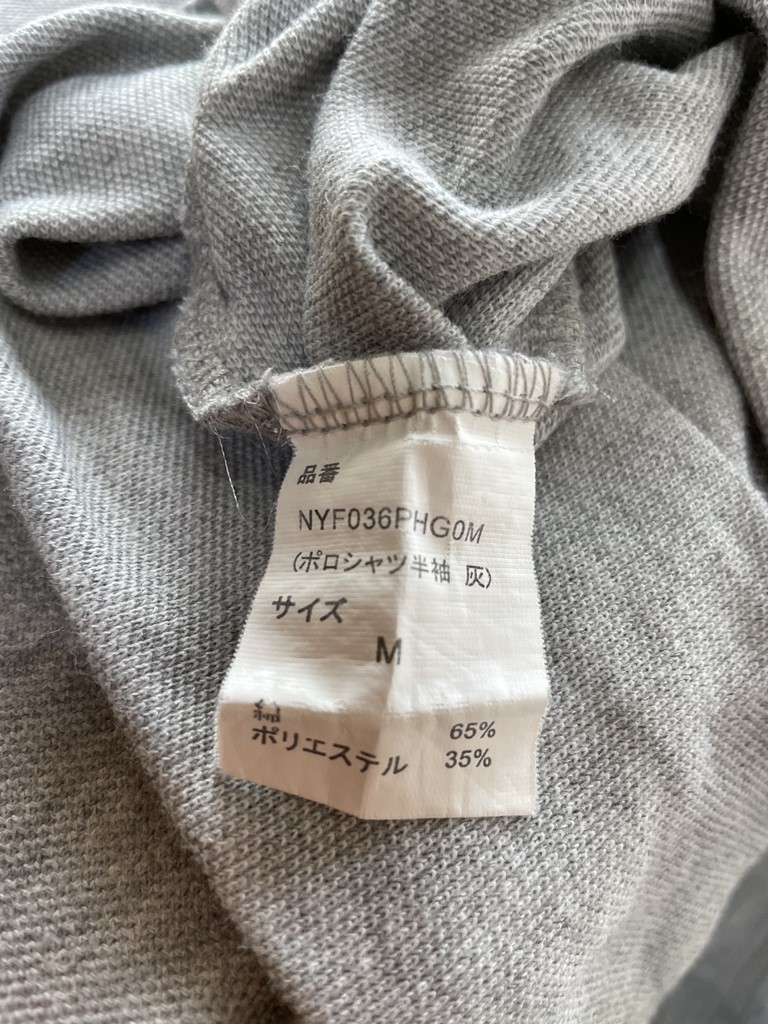 品番
NYF036PHG0M
(ポロシャツ半袖 灰)
サイズ
M
綿 65%
ポリエステル 35%